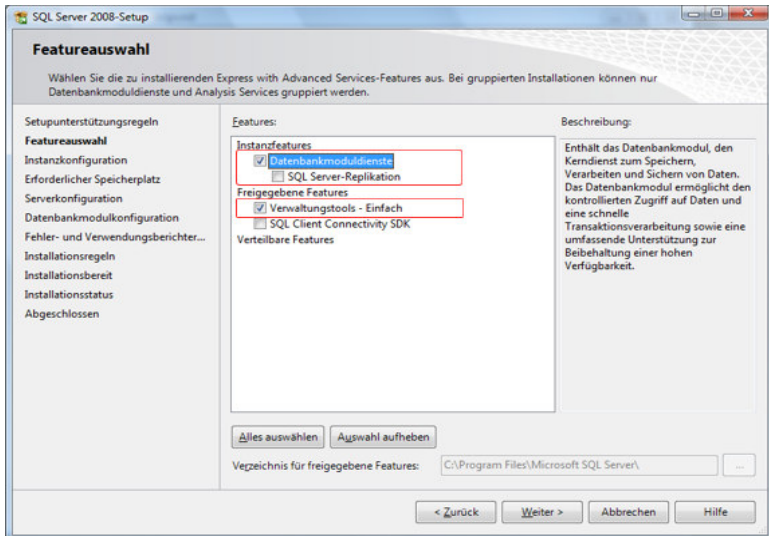 SQL Server 2008-Setup
Featureauswahl
Wählen Sie die zu installierenden Express with Advanced Services-Features aus. Bei gruppierten Installationen können nur
Datenbankmoduldienste und Analysis Services gruppiert werden.
Setupunterstützungsregeln
Featureauswahl
Instanzkonfiguration
Erforderlicher Speicherplatz
Serverkonfiguration
Datenbankmodulkonfiguration
Fehler- und Verwendungsberichter...
Installationsregeln
Installationsbereit
Installationsstatus
Abgeschlossen
Features:
Instanzfeatures
Datenbankmoduldienste
SQL Server-Replikation
Freigegebene Features
Verwaltungstools - Einfach
SQL Client Connectivity SDK
Verteilbare Features
Beschreibung:
Enthält das Datenbankmodul, den
Kerndienst zum Speichern,
Verarbeiten und Sichern von Daten.
Das Datenbankmodul ermöglicht den
kontrollierten Zugriff auf Daten und
eine schnelle
Transaktionsverarbeitung sowie eine
umfassende Unterstützung zur
Beibehaltung einer hohen
Verfügbarkeit.
Alles auswählen
Auswahl aufheben
Verzeichnis für freigegebene Features:
C:\Program Files\Microsoft SQL Server\
...
< Zurück
Weiter >
Abbrechen
Hilfe